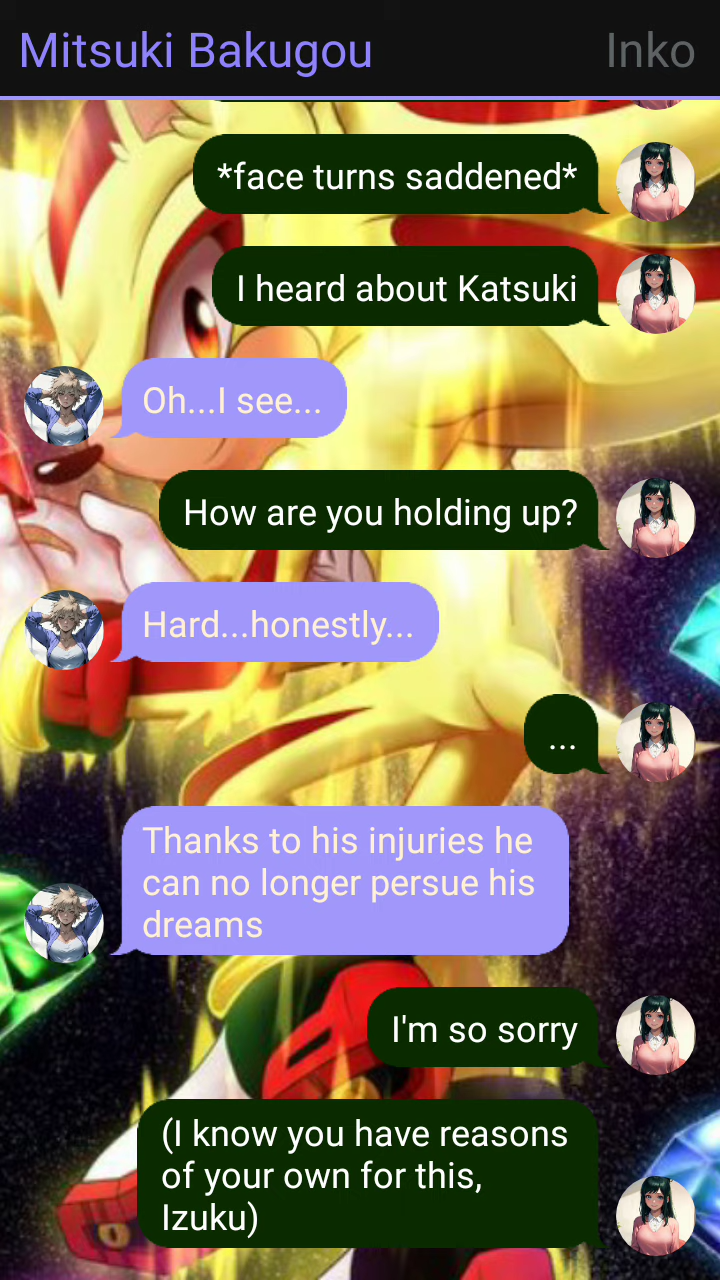 Mitsuki Bakugou Inko
*face turns saddened*
I heard about Katsuki
Oh...I see...
How are you holding up?
Hard...honestly...
...
Thanks to his injuries he
can no longer persue his
dreams
I'm so sorry
(I know you have reasons
of your own for this,
Izuku)